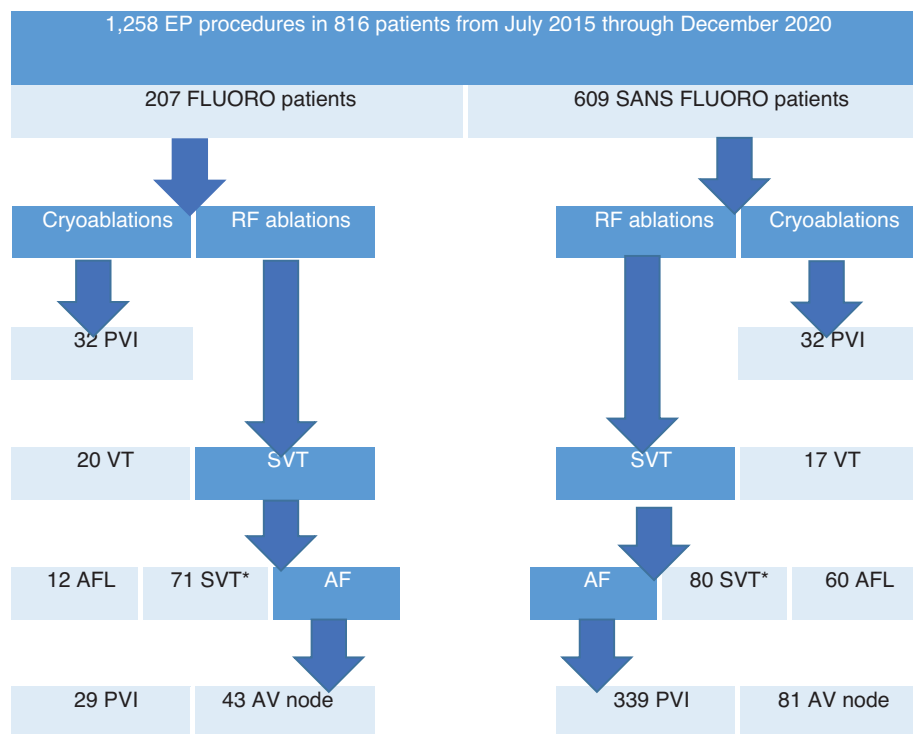 1,258 EP procedures in 816 patients from July 2015 through December 2020
207 FLUORO patients
609 SANS FLUORO patients
Cryoablations
RF ablations
RF ablations
Cryoablations
32 PVI
32 PVI
20 VT
SVT
SVT
17 VT
12 AFL
71 SVT*
AF
AF
80 SVT*
60 AFL
29 PVI
43 AV node
339 PVI
81 AV node